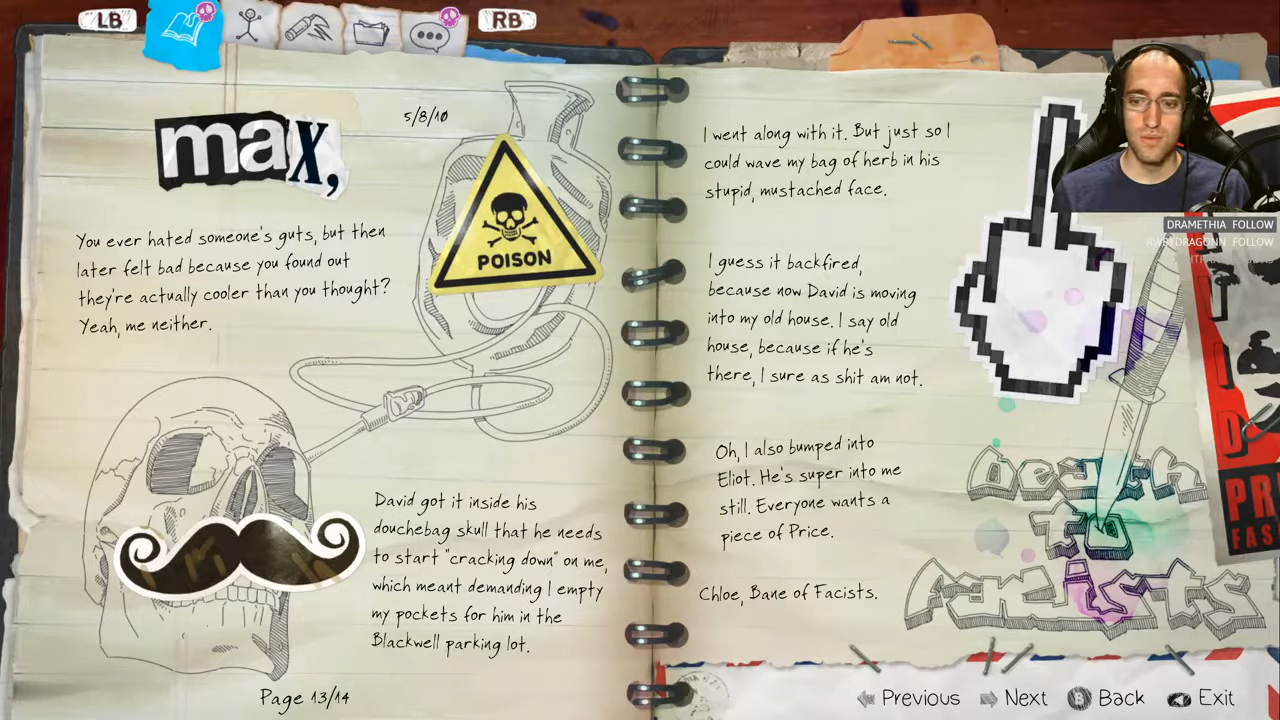 LB
RB
5/8/10
max,
You ever hated someone's guts, but then
later felt bad because you found out
they're actually cooler than you thought?
Yeah, me neither.
POISON
David got it inside his
douchebag skull that he needs
to start "cracking down" on me,
which meant demanding I empty
my pockets for him in the
Blackwell parking lot.
Page 13/14
I went along with it. But just so I
could wave my bag of herb in his
stupid, mustached face.
I guess it backfired,
because now David is moving
into my old house. I say old
house, because if he's
there, I sure as shit am not.
Oh, I also bumped into
Eliot. He's super into me
still. Everyone wants a
piece of Price.
Chloe, Bane of Facists.
death
to
facists
DRAMETHIA FOLLOW
FOLLOW
PR
FAS
Previous
Next
B Back
Exit